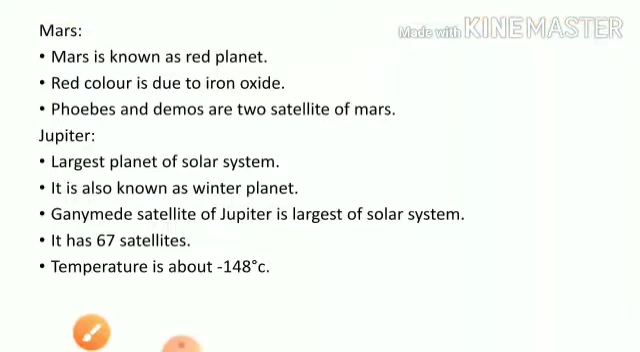 Made with KINEMASTER
Mars:
• Mars is known as red planet.
• Red colour is due to iron oxide.
• Phoebes and demos are two satellite of mars.
Jupiter:
• Largest planet of solar system.
• It is also known as winter planet.
• Ganymede satellite of Jupiter is largest of solar system.
• It has 67 satellites.
• Temperature is about -148°c.